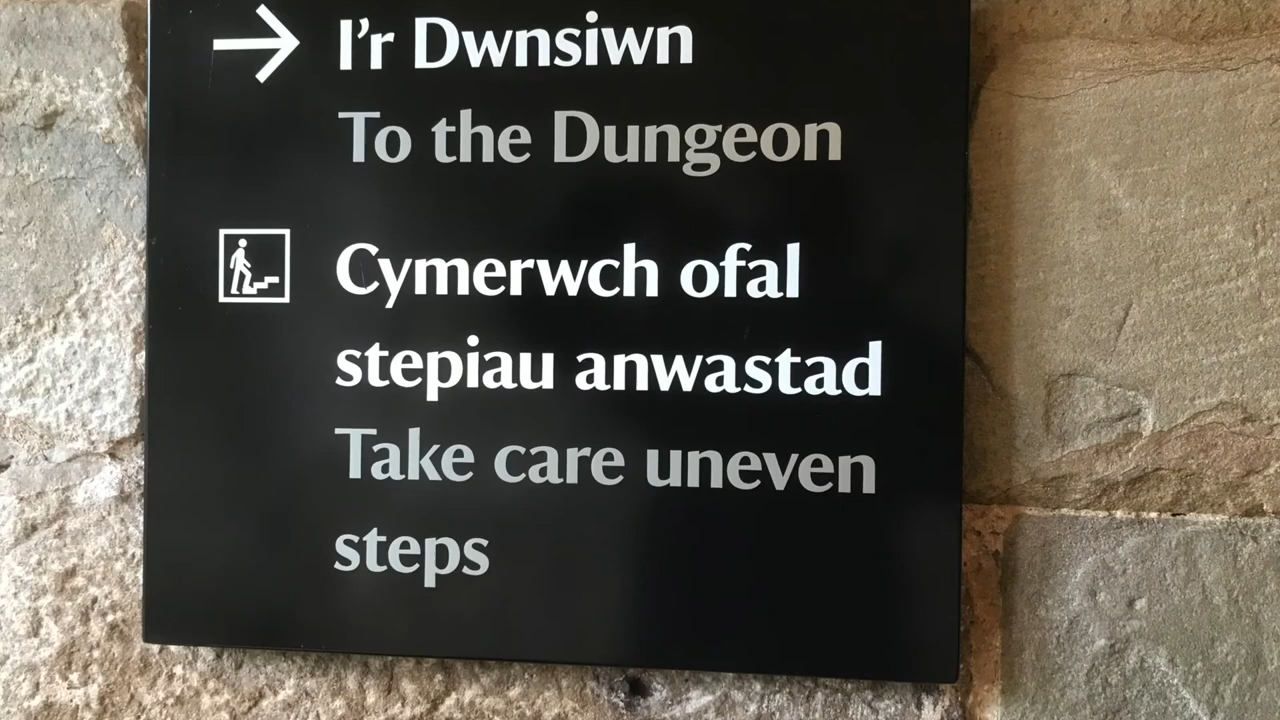 I'r Dwnsiwn
To the Dungeon
Cymerwch ofal
stepiau anwastad
Take care uneven
steps